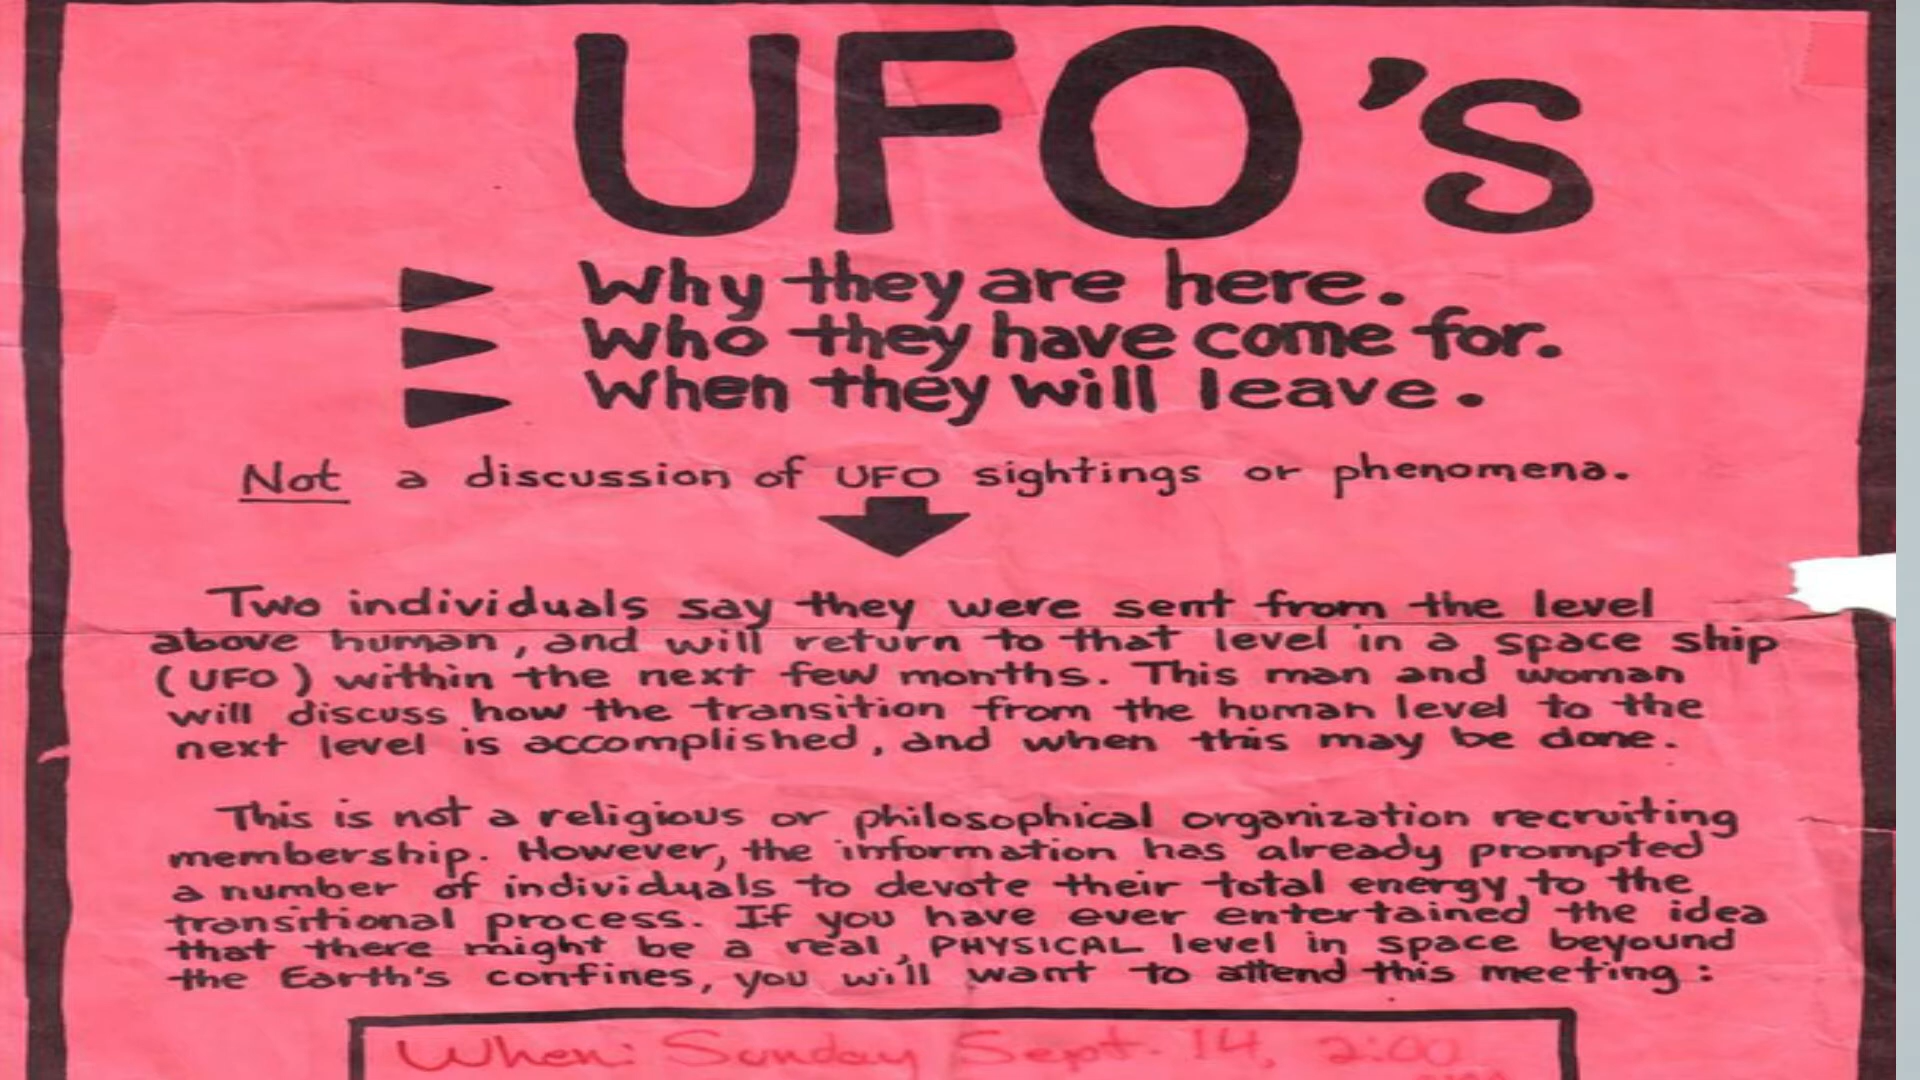 UFO's
Why they are here.
Who they have come for.
When they will leave.
Not a discussion of UFO sightings or phenomena.
Two individuals say they were sent from the level
above human, and will return to that level in a space ship
(UFO) within the next few months. This man and woman
will discuss how the transition from the human level to the
next level is accomplished, and when this may be done.
This is not a religious or philosophical organization recruiting
membership. However, the information has already prompted
a number of individuals to devote their total energy to the
transitional process. If you have ever entertained the idea
that there might be a real, PHYSICAL level in space beyound
the Earth's confines, you will want to attend this meeting:
When: Sunday Sept. 14, 2:00